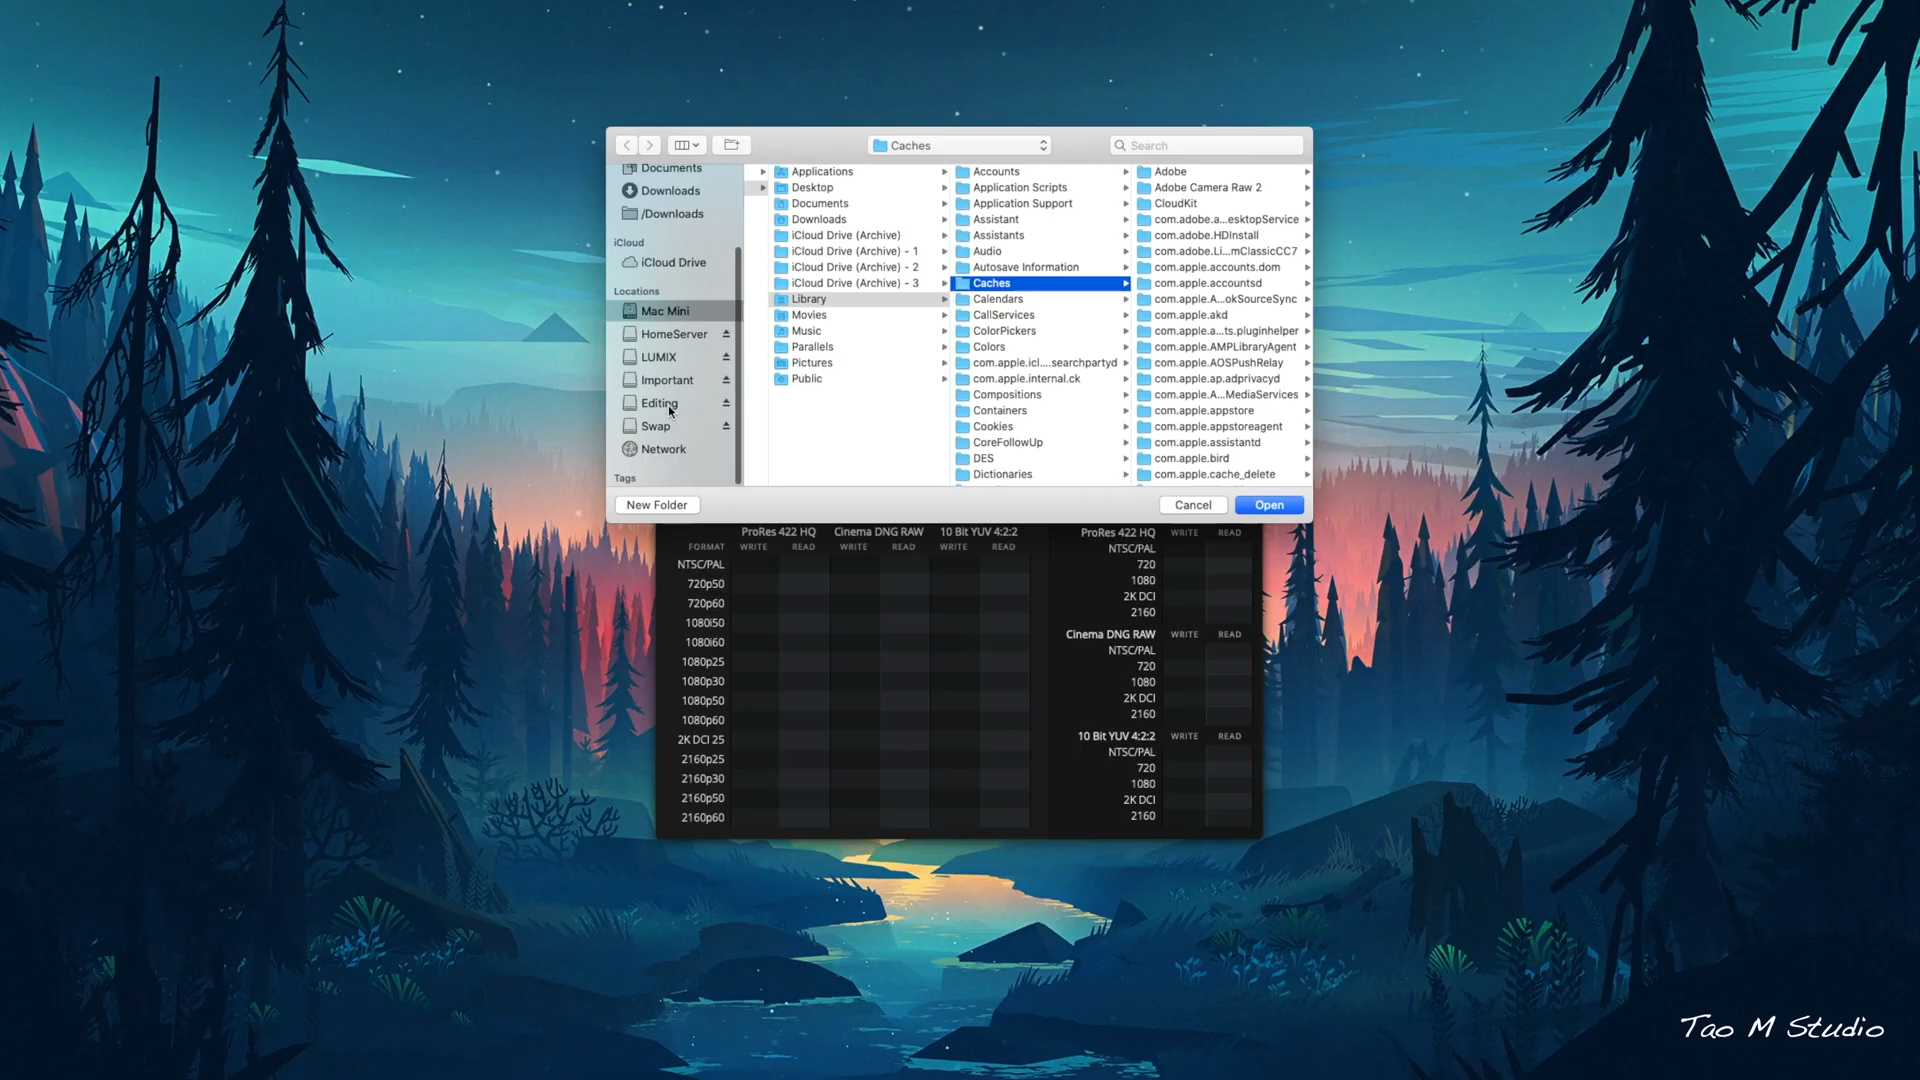 Caches
Search
Documents
Downloads
/Downloads
iCloud
iCloud Drive
Locations
Mac Mini
HomeServer
LUMIX
Important
Editing
Swap
Network
Tags
Applications
Desktop
Documents
Downloads
iCloud Drive (Archive)
iCloud Drive (Archive) - 1
iCloud Drive (Archive) - 2
iCloud Drive (Archive) - 3
Library
Movies
Music
Parallels
Pictures
Public
Accounts
Application Scripts
Application Support
Assistant
Assistants
Audio
Autosave Information
Caches
Calendars
CallServices
ColorPickers
Colors
com.apple.icl....searchpartyd
com.apple.internal.ck
Compositions
Containers
Cookies
CoreFollowUp
DES
Dictionaries
Adobe
Adobe Camera Raw 2
CloudKit
com.adobe.a...esktopService
com.adobe.HDInstall
com.adobe.Li...mClassicCC7
com.apple.accounts.dom
com.apple.accountsd
com.apple.A...okSourceSync
com.apple.akd
com.apple.a...ts.pluginhelper
com.apple.AMPLibraryAgent
com.apple.AOSPushRelay
com.apple.ap.adprivacyd
com.apple.A...MediaServices
com.apple.appstore
com.apple.appstoreagent
com.apple.assistantd
com.apple.bird
com.apple.cache_delete
New Folder
Cancel
Open
ProRes 422 HQ Cinema DNG RAW 10 Bit YUV 4:2:2
FORMAT WRITE READ WRITE READ WRITE READ
NTSC/PAL
720p50
720p60
1080i50
1080i60
1080p25
1080p30
1080p50
1080p60
2K DCI 25
2160p25
2160p30
2160p50
2160p60
ProRes 422 HQ WRITE READ
NTSC/PAL
720
1080
2K DCI
2160
Cinema DNG RAW WRITE READ
NTSC/PAL
720
1080
2K DCI
2160
10 Bit YUV 4:2:2 WRITE READ
NTSC/PAL
720
1080
2K DCI
2160
Tao M Studio